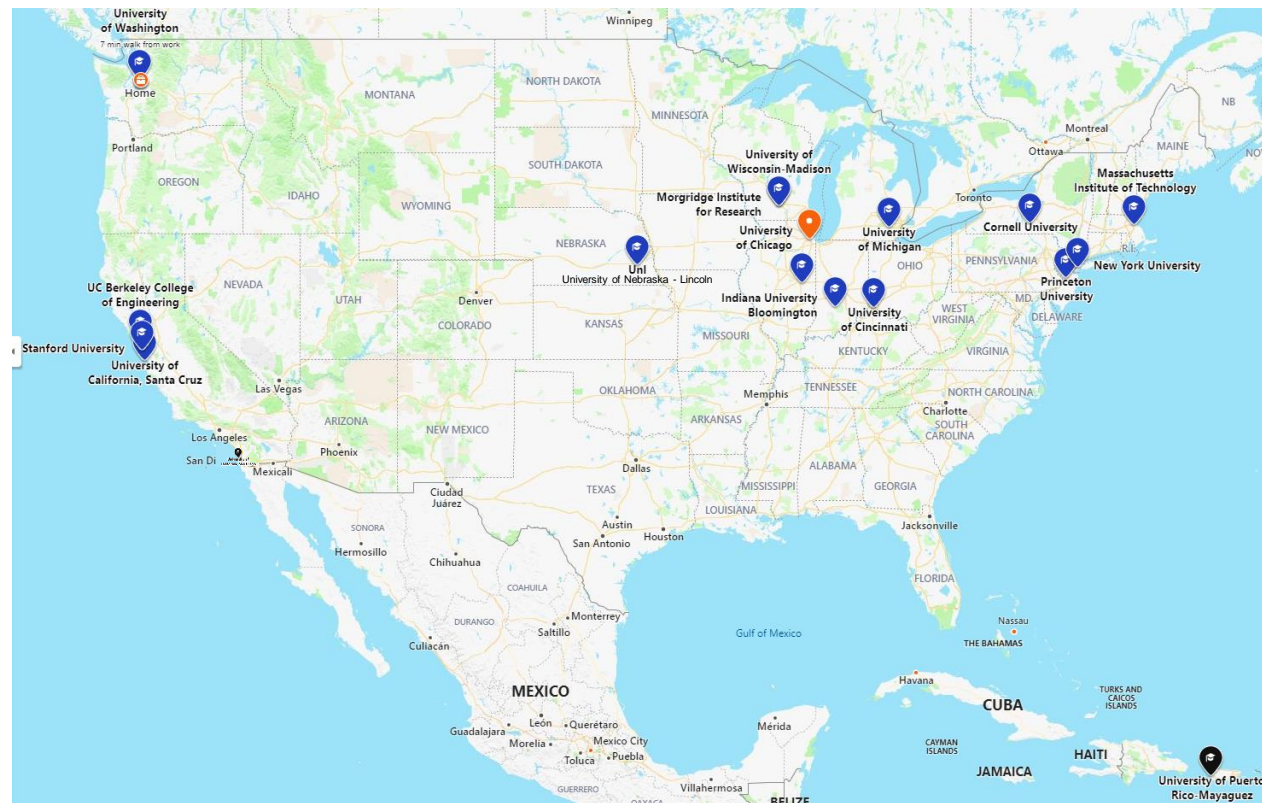 University
of Washington
7 min walk from work
Home
Winnipeg
NORTH DAKOTA
MONTANA
MINNESOTA
NB
Montreal
Ottawa
MAINE
Portland
OREGON
IDAHO
SOUTH DAKOTA
WYOMING
University of
Wisconsin-Madison
Morgridge Institute
for Research
University
of Chicago
Toronto
Massachusetts
Institute of Technology
University
of Michigan
Cornell University
R.I.
NEBRASKA
Unl
University of Nebraska - Lincoln
OHIO
PENNSYLVANIA
New York University
Princeton
University
UC Berkeley College
of Engineering
NEVADA
UTAH
Denver
COLORADO
KANSAS
MISSOURI
Indiana University
Bloomington
University
of Cincinnati
WEST
VIRGINIA
MD.
DELAWARE
Stanford University
University of
California, Santa Cruz
KENTUCKY
VIRGINIA
Las Vegas
OKLAHOMA
Memphis
TENNESSEE
NORTH CAROLINA
Charlotte
SOUTH
CAROLINA
Los Angeles
ARIZONA
NEW MEXICO
ARKANSAS
San Di
Mexicali
Phoenix
Dallas
ALABAMA
GEORGIA
MISSISSIPPI
TEXAS
LOUISIANA
Ciudad
Juárez
Austin
San Antonio
Houston
Jacksonville
SONORA
Hermosillo
Chihuahua
COAHUILA
FLORIDA
DURANGO
Monterrey
Saltillo
Culiacán
Gulf of Mexico
Nassau
THE BAHAMAS
Havana
CUBA
TURKS AND
CAICOS
ISLANDS
MEXICO
León
Querétaro
Guadalajara
Morelia
Mexico City
Toluca
Puebla
Mérida
CAYMAN
ISLANDS
HAITI
JAMAICA
GUERRERO
OAXACA
Villahermosa
BELIZE
University of Puerto
Rico-Mayaguez